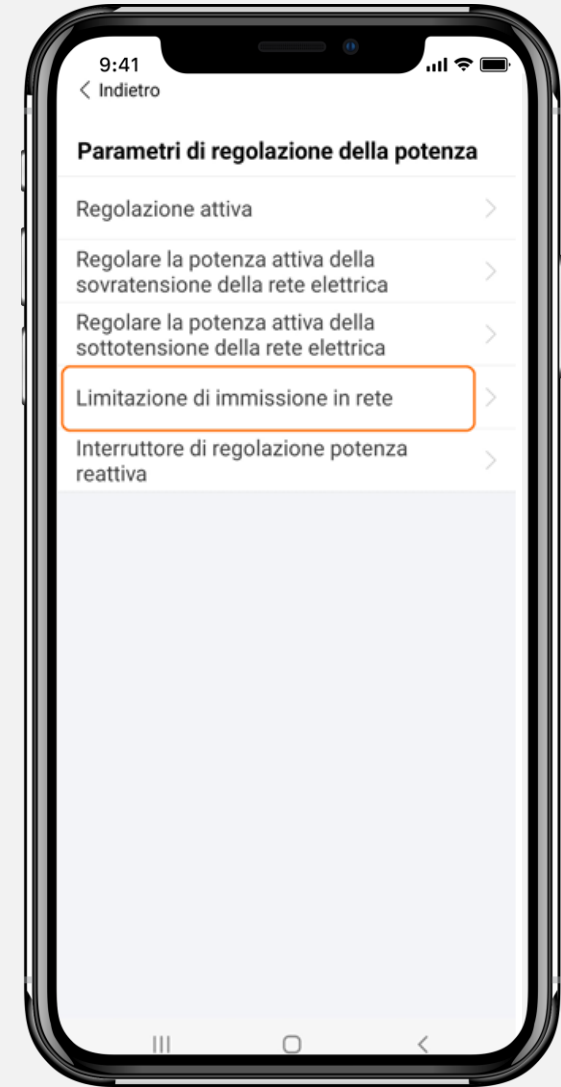 9:41
< Indietro
Parametri di regolazione della potenza
Regolazione attiva
Regolare la potenza attiva della
sovratensione della rete elettrica
Regolare la potenza attiva della
sottotensione della rete elettrica
Limitazione di immissione in rete
Interruttore di regolazione potenza
reattiva